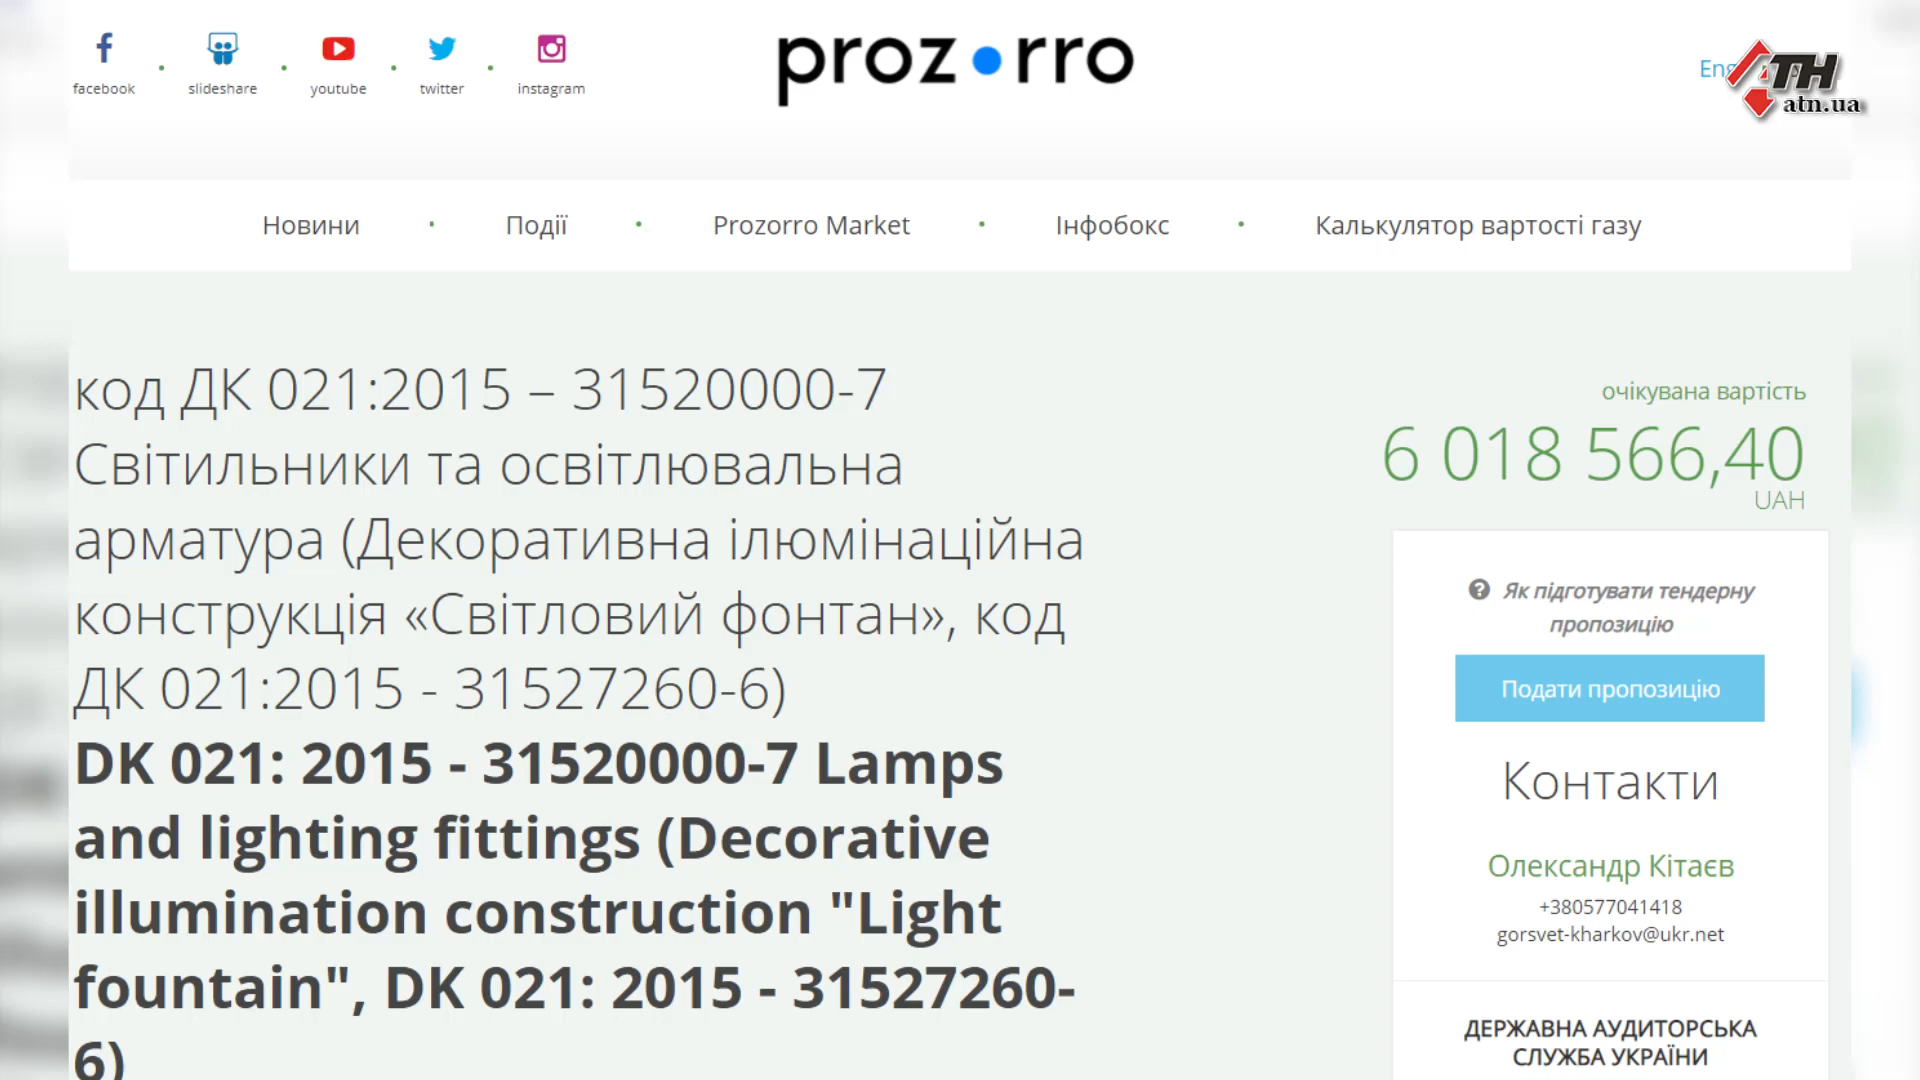 facebook
slideshare
youtube
twitter
instagram
proz rro
Eng
ATH
atn.ua
Новини
Події
Prozorro Market
Інфобокс
Калькулятор вартості газу
код ДК 021:2015 – 31520000-7
Світильники та освітлювальна
арматура (Декоративна ілюмінаційна
конструкція «Світловий фонтан», код
ДК 021:2015 - 31527260-6)
DK 021: 2015 - 31520000-7 Lamps
and lighting fittings (Decorative
illumination construction "Light
fountain", DK 021: 2015 - 31527260-
6)
очікувана вартість
6 018 566,40
UAH
Як підготувати тендерну
пропозицію
Подати пропозицію
Контакти
Олександр Кітаєв
+380577041418
gorsvet-kharkov@ukr.net
ДЕРЖАВНА АУДИТОРСЬКА
СЛУЖБА УКРАЇНИ